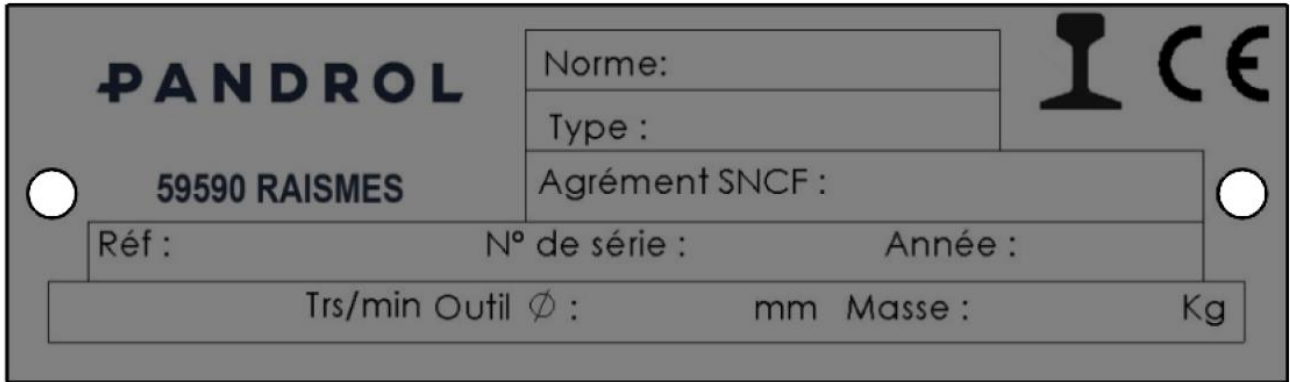 PANDROL
59590 RAISMES
Norme:
Type :
Agrément SNCF :
Réf : N° de série : Année :
Trs/min Outil Ø : mm Masse : Kg
CE